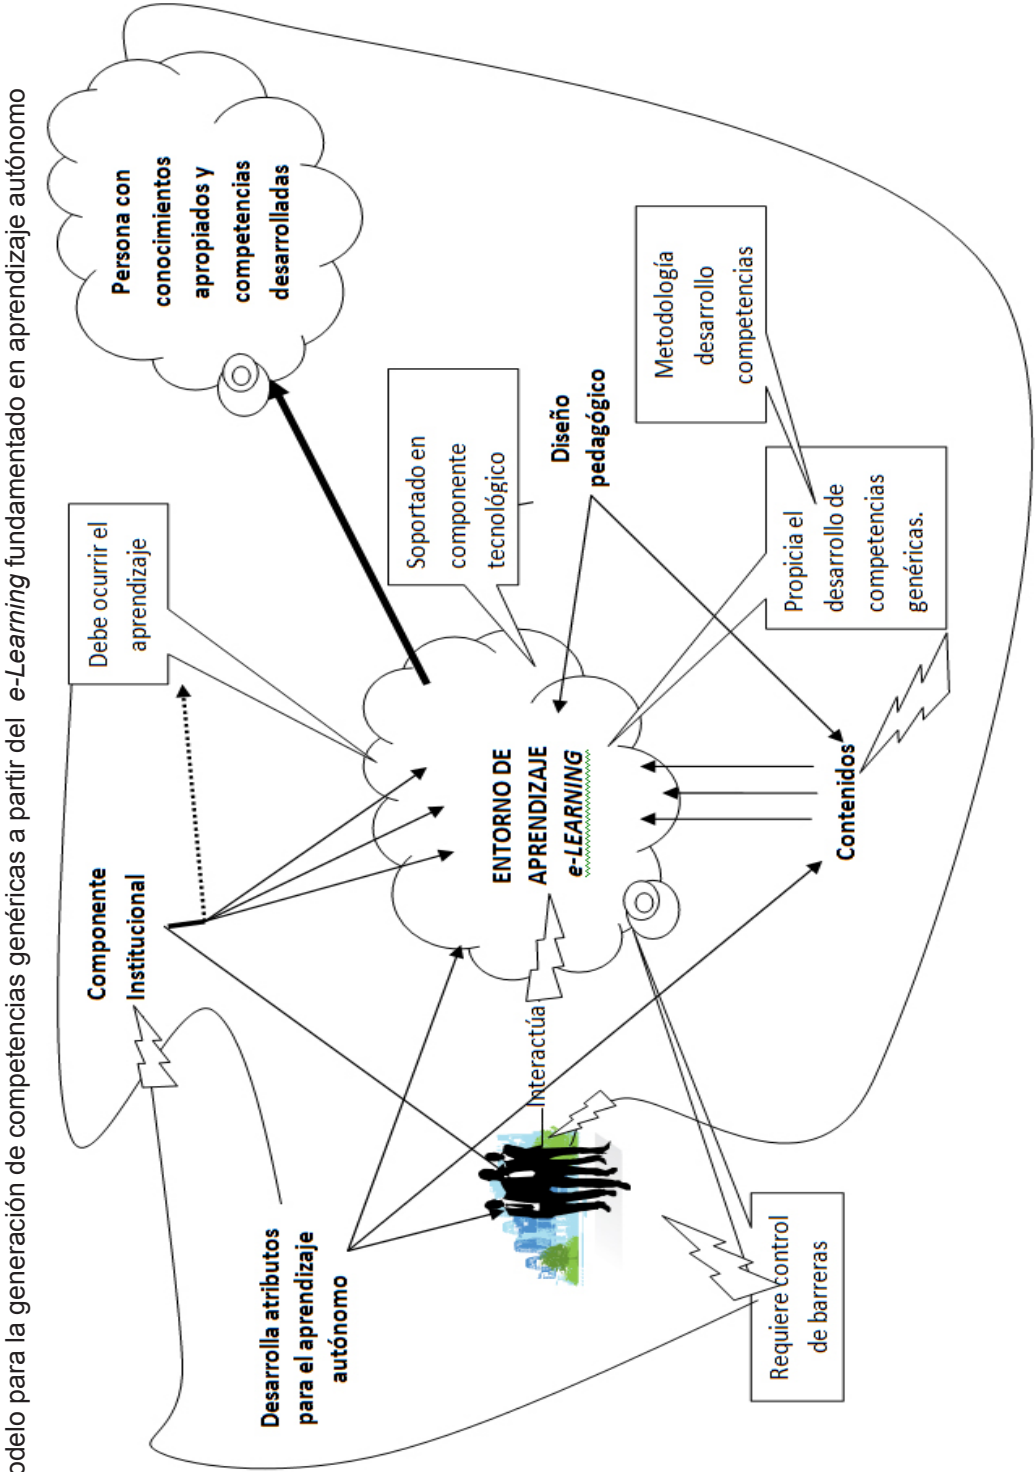 odelo para la generación de competencias genéricas a partir del e-Learning fundamentado en aprendizaje autónomo
Persona con
conocimientos
apropiados y
competencias
desarrolladas
Debe ocurrir el
aprendizaje
Componente
Institucional
Soportado en
componente
tecnológico
Diseño
pedagógico
Metodología
desarrollo
competencias
Propicia el
desarrollo de
competencias
genéricas.
ENTORNO DE
APRENDIZAJE
e-LEARNING
Contenidos
Interactúa
Desarrolla atributos
para el aprendizaje
autónomo
Requiere control
de barreras